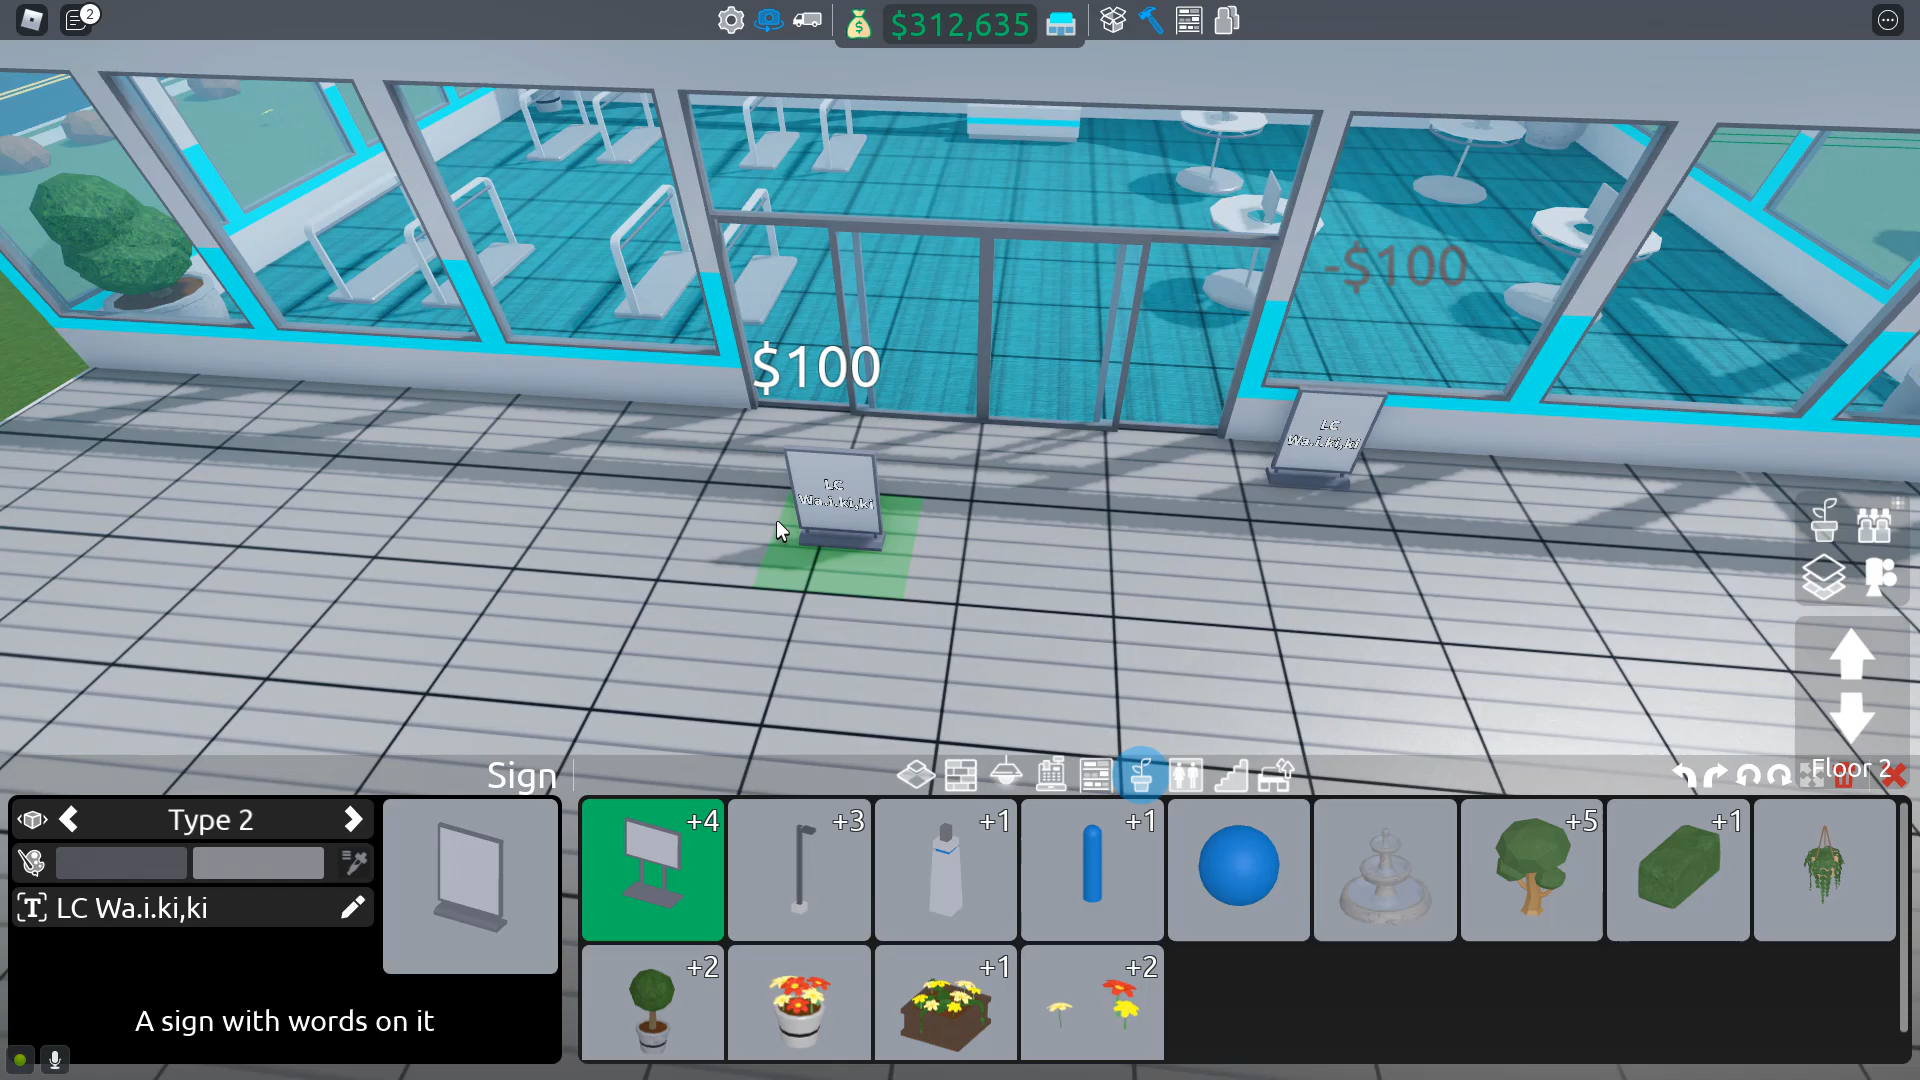 2
$312,635
-$100
$100
LC
Wa.i.ki,ki
LC
Wa.i.ki,ki
Sign
Floor 2
Type 2
LC Wa.i.ki,ki
A sign with words on it
+4
+3
+1
+1
+5
+1
+2
+1
+2